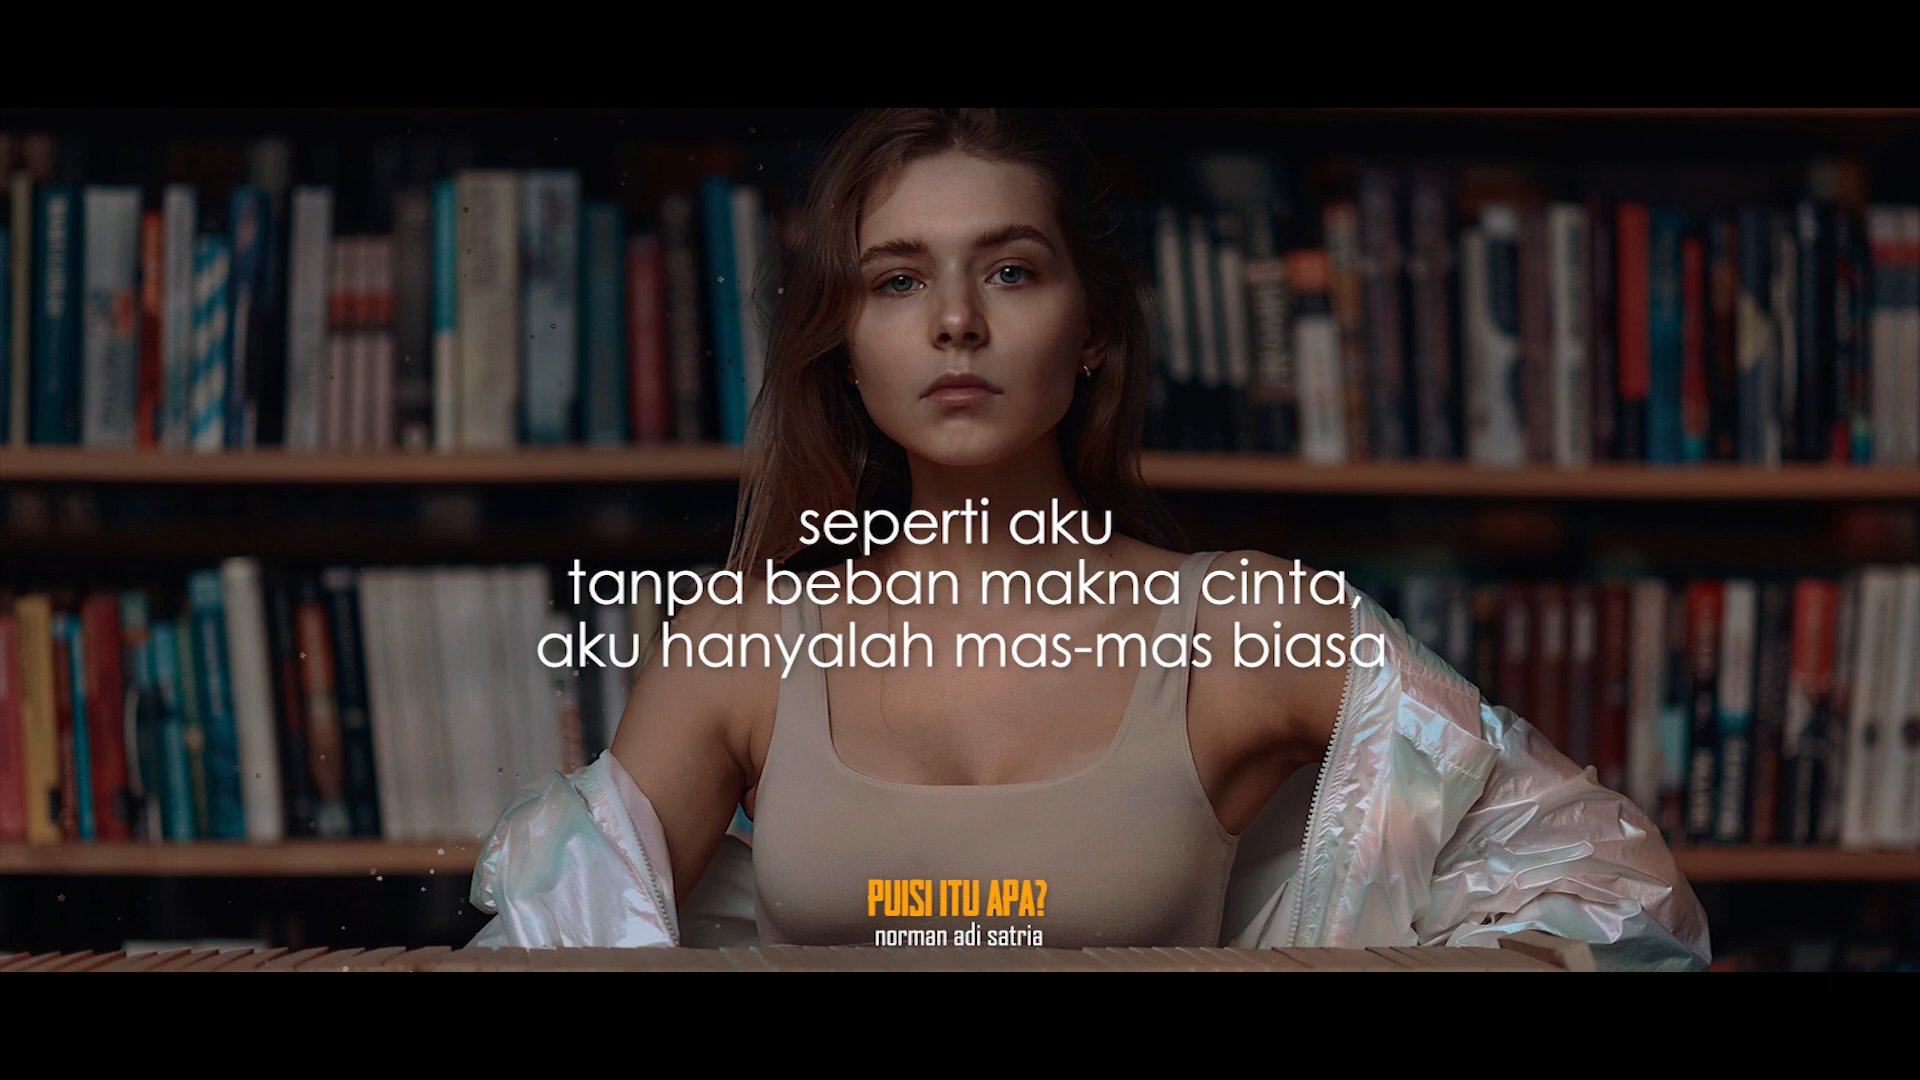 seperti aku
tanpa beban makna cinta,
aku hanyalah mas-mas biasa
PUISI ITU APA?
norman adi satria